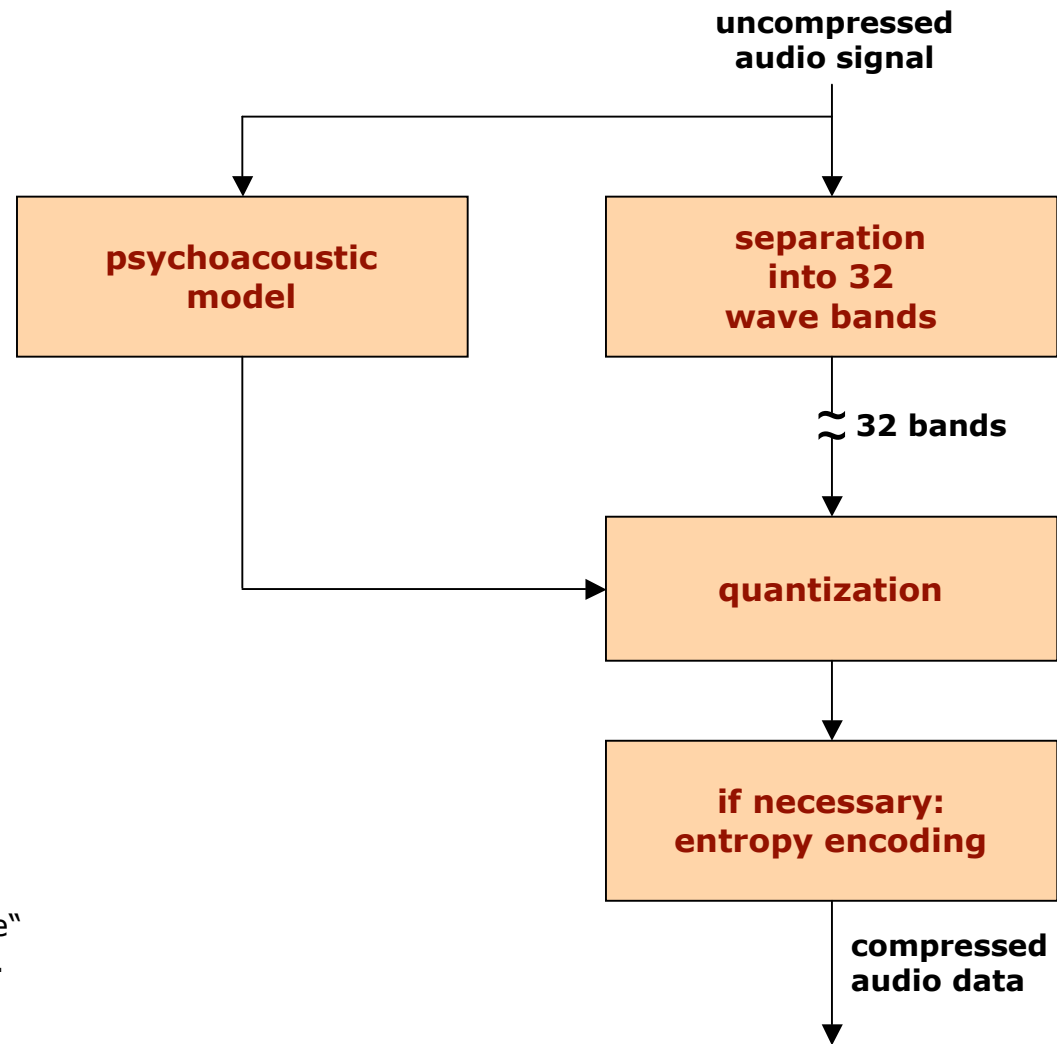 uncompressed
audio signal
psychoacoustic
model
separation
into 32
wave bands
≈ 32 bands
quantization
if necessary:
entropy encoding
e“
.
compressed
audio data